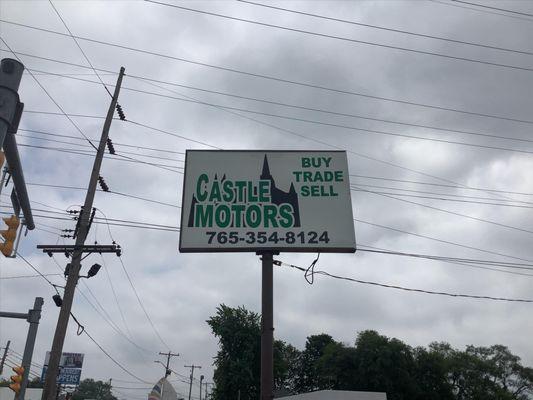 CASTLE
MOTORS
BUY
TRADE
SELL
765-354-8124